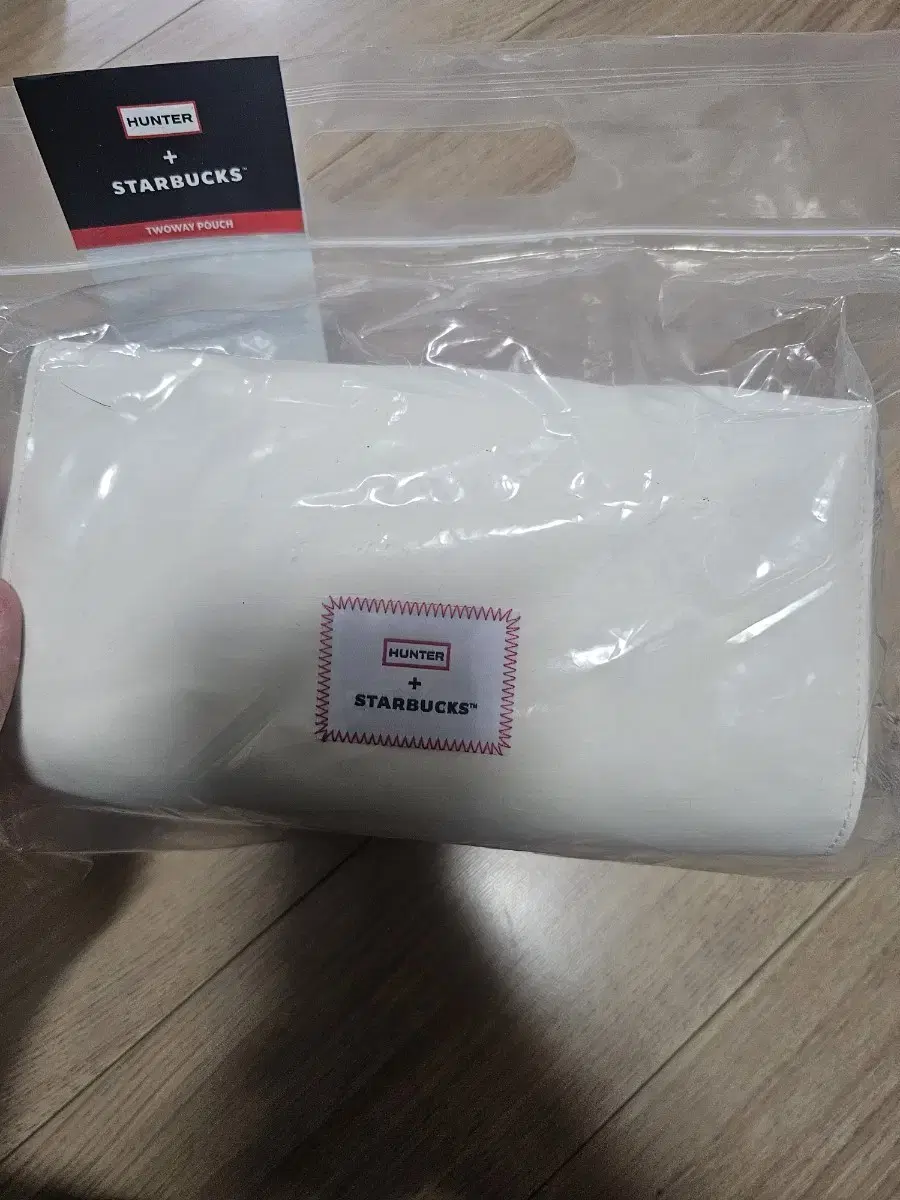 HUNTER
+
STARBUCKS™
TWOWAY POUCH
HUNTER
+
STARBUCKS™